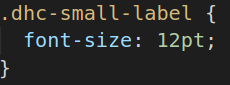 .dhc-small-label {
  font-size: 12pt;
}